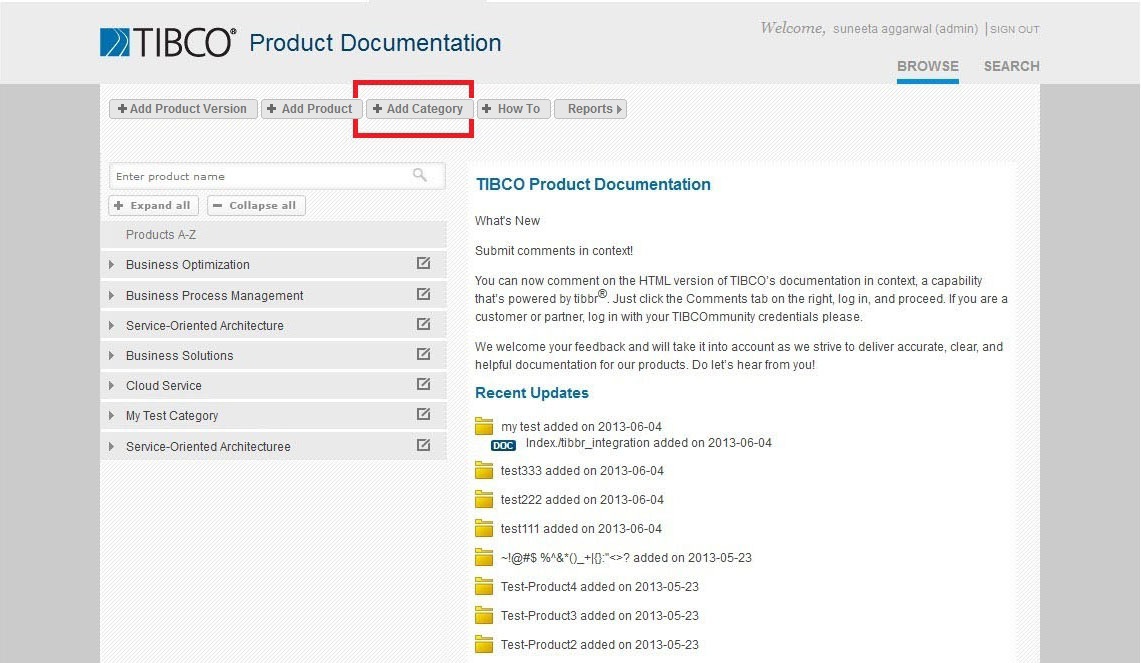 TIBCO® Product Documentation
Welcome, suneeta aggarwal (admin) | SIGN OUT
BROWSE SEARCH
Add Product Version Add Product Add Category How To Reports
Enter product name
Expand all Collapse all
Products A-Z
Business Optimization
Business Process Management
Service-Oriented Architecture
Business Solutions
Cloud Service
My Test Category
Service-Oriented Architecturee
TIBCO Product Documentation
What's New
Submit comments in context!
You can now comment on the HTML version of TIBCO's documentation in context, a capability
that's powered by tibbr®. Just click the Comments tab on the right, log in, and proceed. If you are a
customer or partner, log in with your TIBCOmmunity credentials please.
We welcome your feedback and will take it into account as we strive to deliver accurate, clear, and
helpful documentation for our products. Do let's hear from you!
Recent Updates
my test added on 2013-06-04
DOC Index./tibbr_integration added on 2013-06-04
test333 added on 2013-06-04
test222 added on 2013-06-04
test111 added on 2013-06-04
~!@#$ %^&*()_+|{}:"<>? added on 2013-05-23
Test-Product4 added on 2013-05-23
Test-Product3 added on 2013-05-23
Test-Product2 added on 2013-05-23